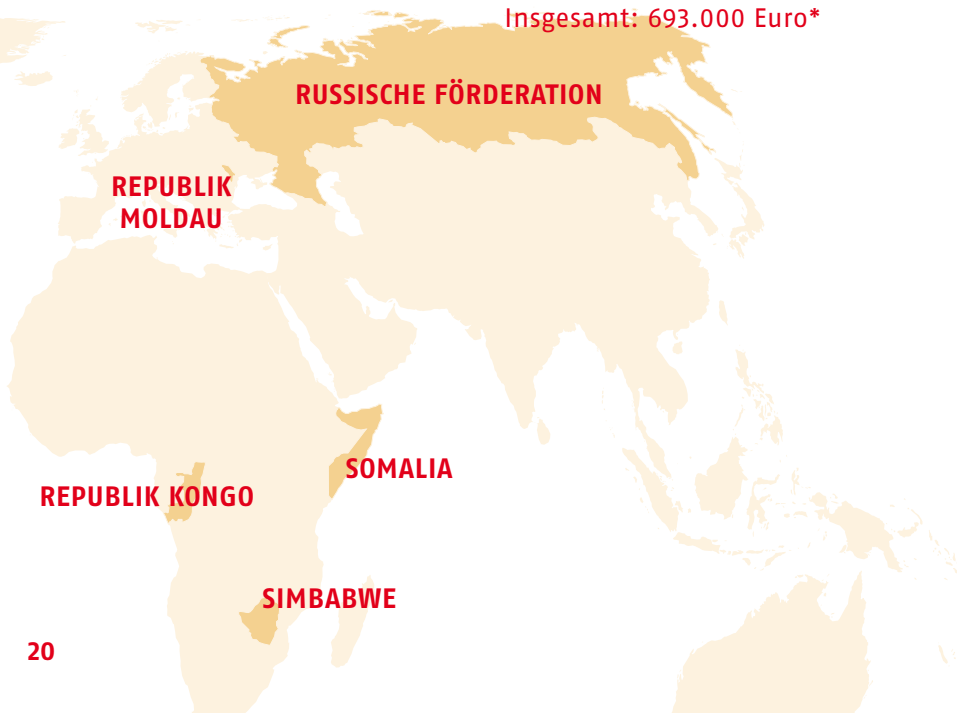 Insgesamt: 693.000 Euro*
RUSSISCHE FÖRDERATION
REPUBLIK
MOLDAU
SOMALIA
REPUBLIK KONGO
SIMBABWE
20